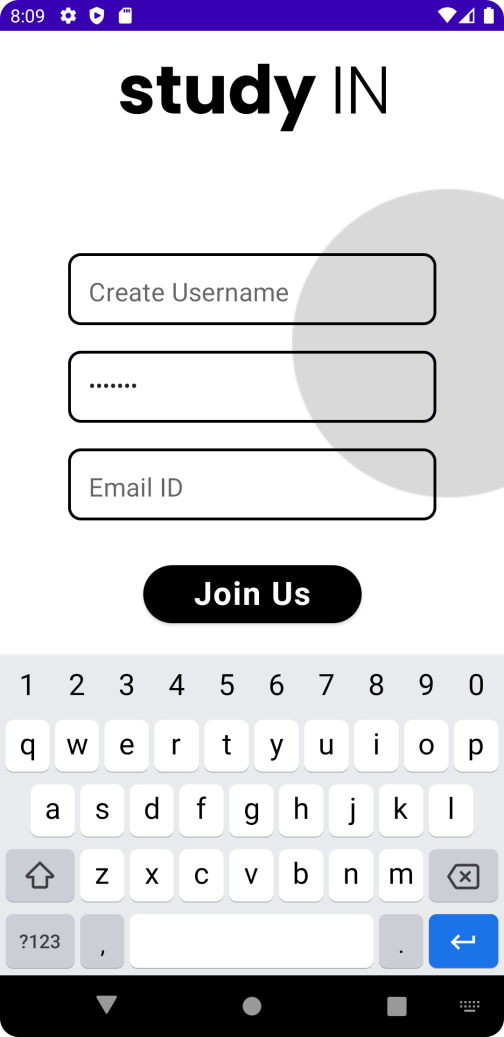 8:09
study IN
Create Username
•••••••
Email ID
Join Us
1 2 3 4 5 6 7 8 9 0
q w e r t y u i o p
a s d f g h j k l
z x c v b n m
?123 , .